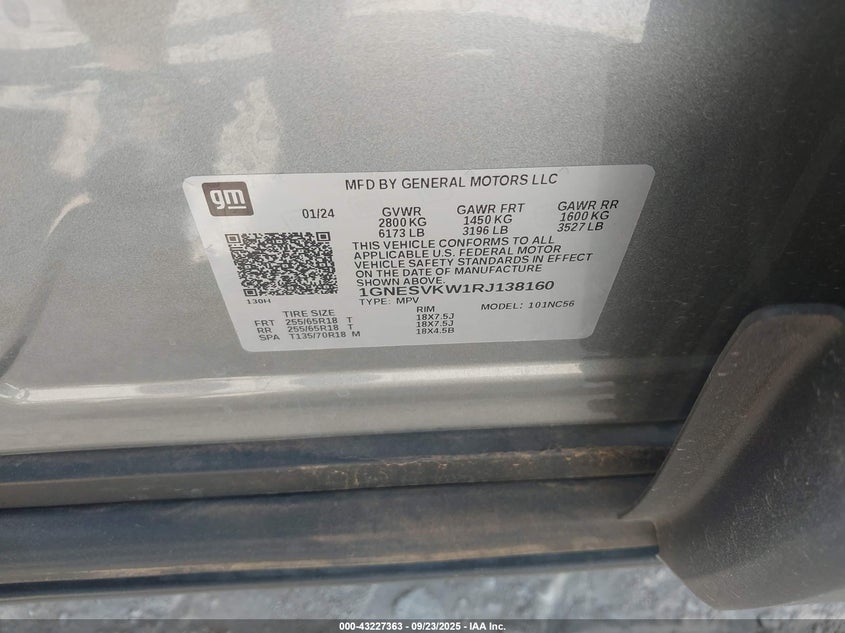 gm
MFD BY GENERAL MOTORS LLC
01/24
GVWR GAWR FRT GAWR RR
2800 KG 1450 KG 1600 KG
6173 LB 3196 LB 3527 LB
THIS VEHICLE CONFORMS TO ALL
APPLICABLE U.S. FEDERAL MOTOR
VEHICLE SAFETY STANDARDS IN EFFECT
ON THE DATE OF MANUFACTURE
SHOWN ABOVE.
130H
1GNESVKW1RJ138160
TYPE: MPV MODEL: 101NC56
TIRE SIZE RIM
FRT 255/65R18 T 18X7.5J
RR 255/65R18 T 18X7.5J
SPA T135/70R18 M 18X4.5B
000-43227363 - 09/23/2025 - IAA Inc.